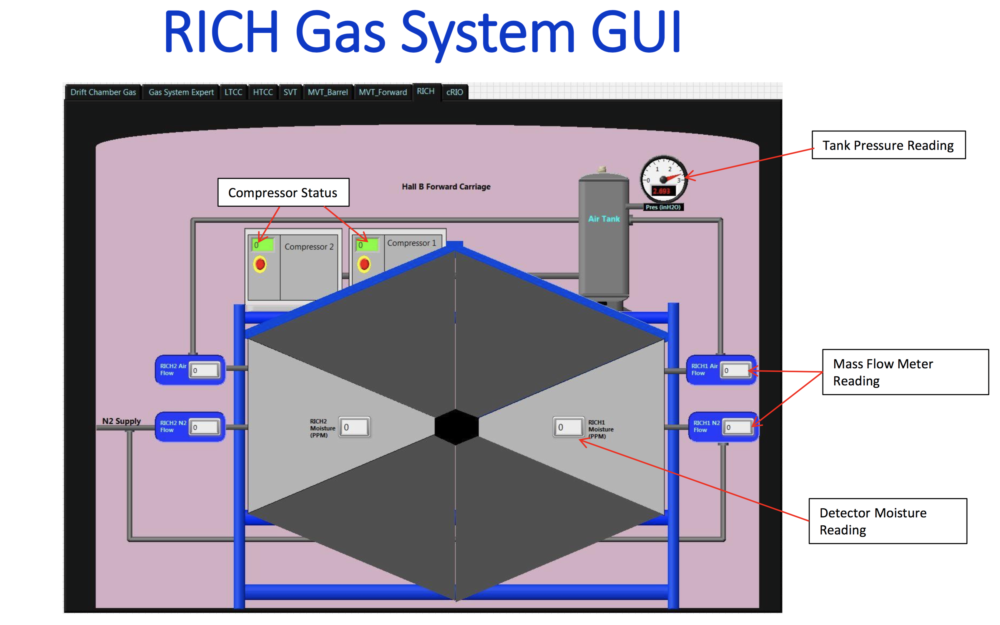 RICH Gas System GUI
Drift Chamber Gas
Gas System Expert
LTCC
HTCC
SVT
MVT_Barrel
MVT_Forward
RICH
cRIO
Tank Pressure Reading
0
1
2
3
2.693
Pres (inH2O)
Hall B Forward Carriage
Compressor Status
Air Tank
0
Compressor 2
0
Compressor 1
RICH2 Air
Flow
0
RICH1 Air
Flow
0
Mass Flow Meter
Reading
N2 Supply
RICH2 N2
Flow
0
RICH2
Moisture
(PPM)
0
0
RICH1
Moisture
(PPM)
RICH1 N2
Flow
0
Detector Moisture
Reading